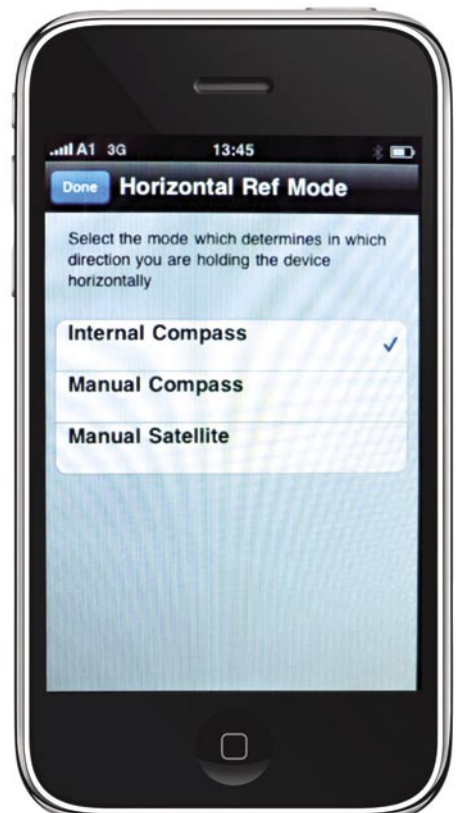 A1 3G 13:45
Done Horizontal Ref Mode
Select the mode which determines in which
direction you are holding the device
horizontally
Internal Compass
Manual Compass
Manual Satellite